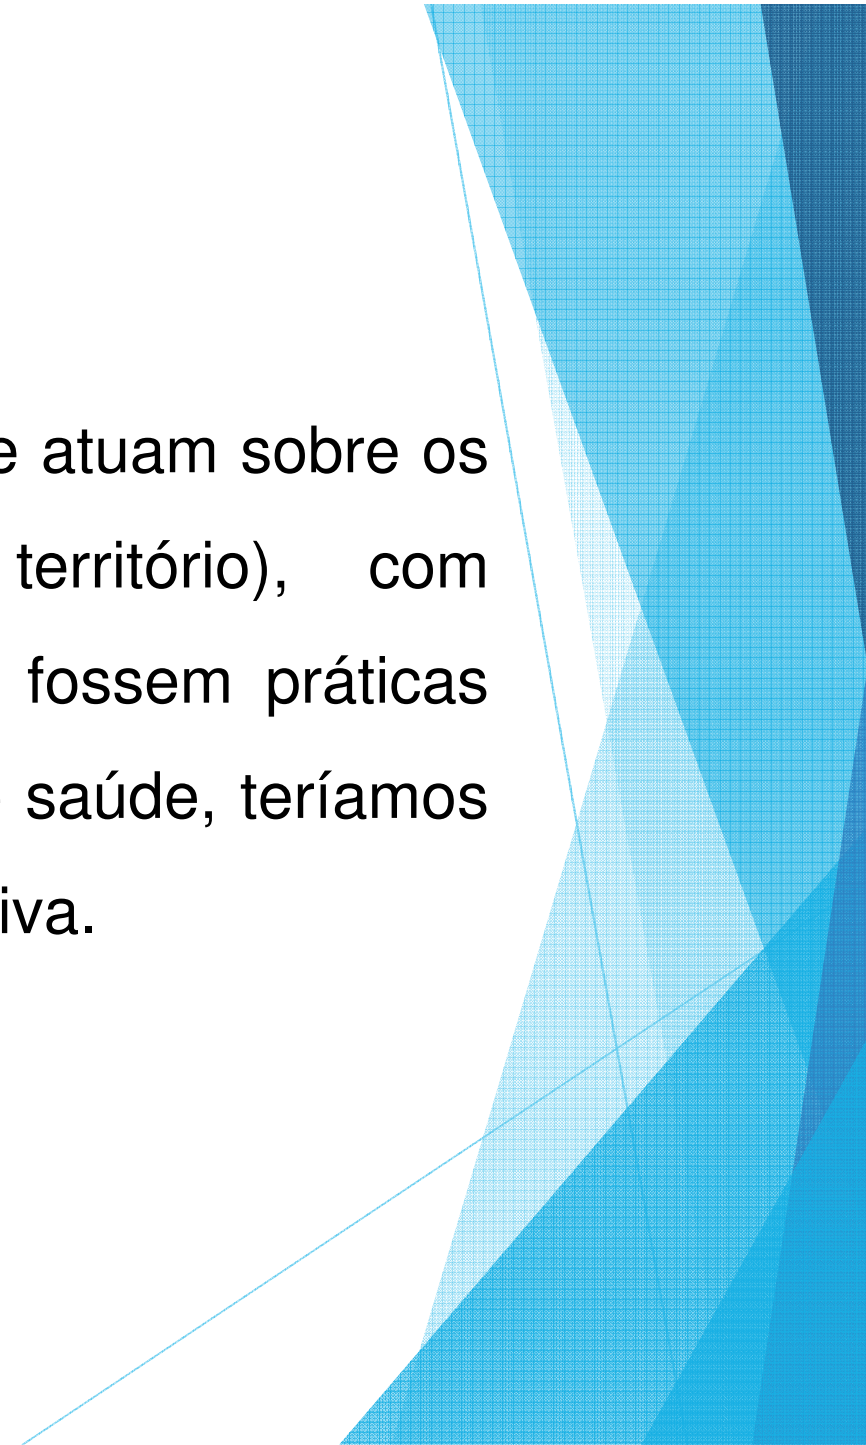 e atuam sobre os
território), com
fossem práticas
saúde, teríamos
iva.